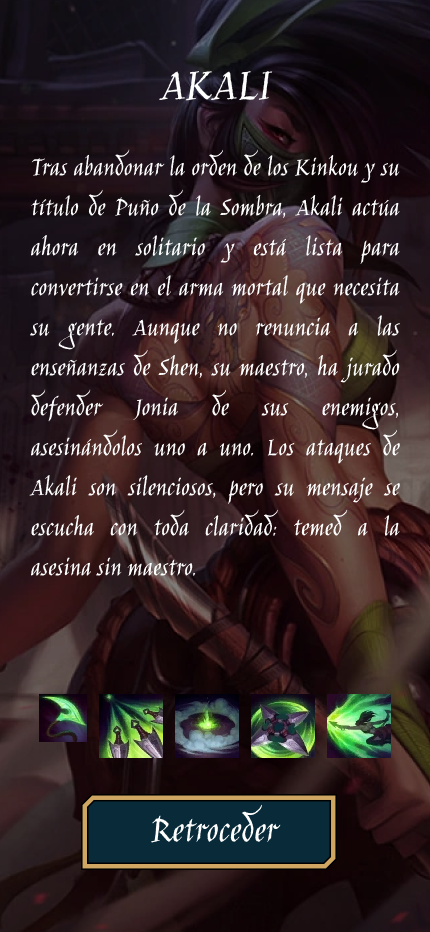 AKALI
Tras abandonar la orden de los Kinkou y su
título de Puño de la Sombra, Akali actúa
ahora en solitario y está lista para
convertirse en el arma mortal que necesita
su gente. Aunque no renuncia a las
enseñanzas de Shen, su maestro, ha jurado
defender Jonia de sus enemigos,
asesinándolos uno a uno. Los ataques de
Akali son silenciosos, pero su mensaje se
escucha con toda claridad: temed a la
asesina sin maestro.
Retroceder